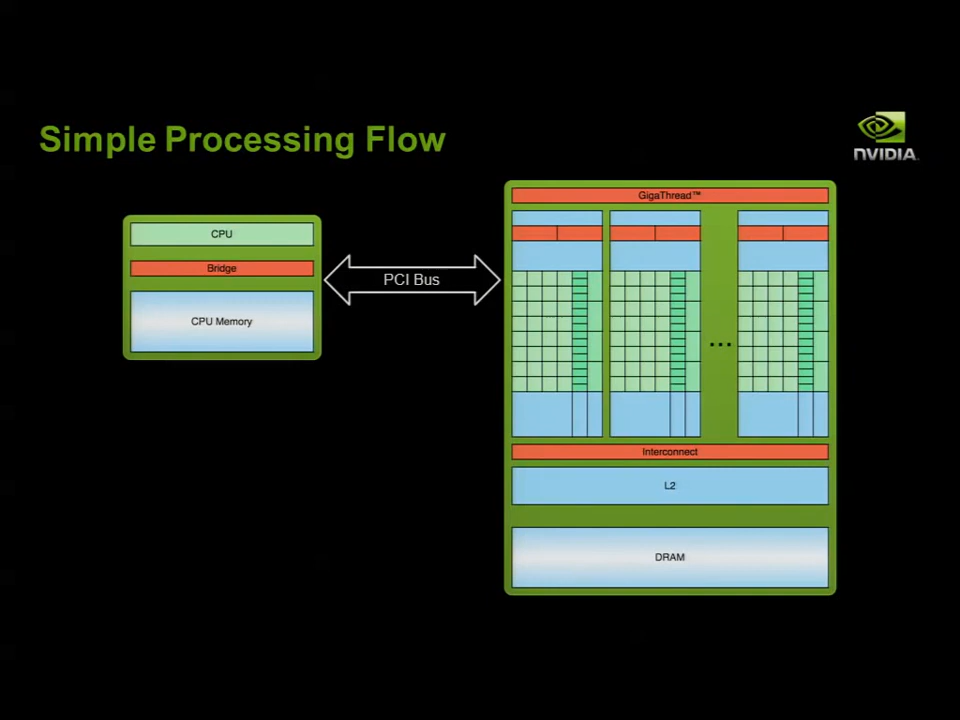 Simple Processing Flow
NVIDIA.
GigaThread™
CPU
Bridge
PCI Bus
CPU Memory
...
Interconnect
L2
DRAM